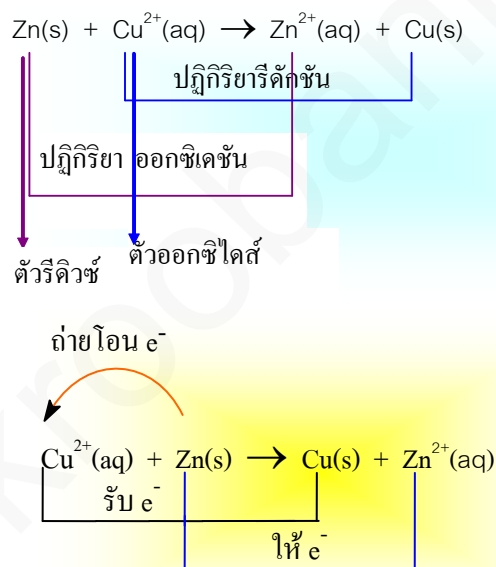 Zn(s) + Cu²⁺(aq) → Zn²⁺(aq) + Cu(s)
ปฏิกิริยารีดักชัน
ปฏิกิริยา ออกซิเดชัน
ตัวรีดิวซ์ ตัวออกซิไดส์
ถ่ายโอน e⁻
Cu²⁺(aq) + Zn(s) → Cu(s) + Zn²⁺(aq)
รับ e⁻
ให้ e⁻